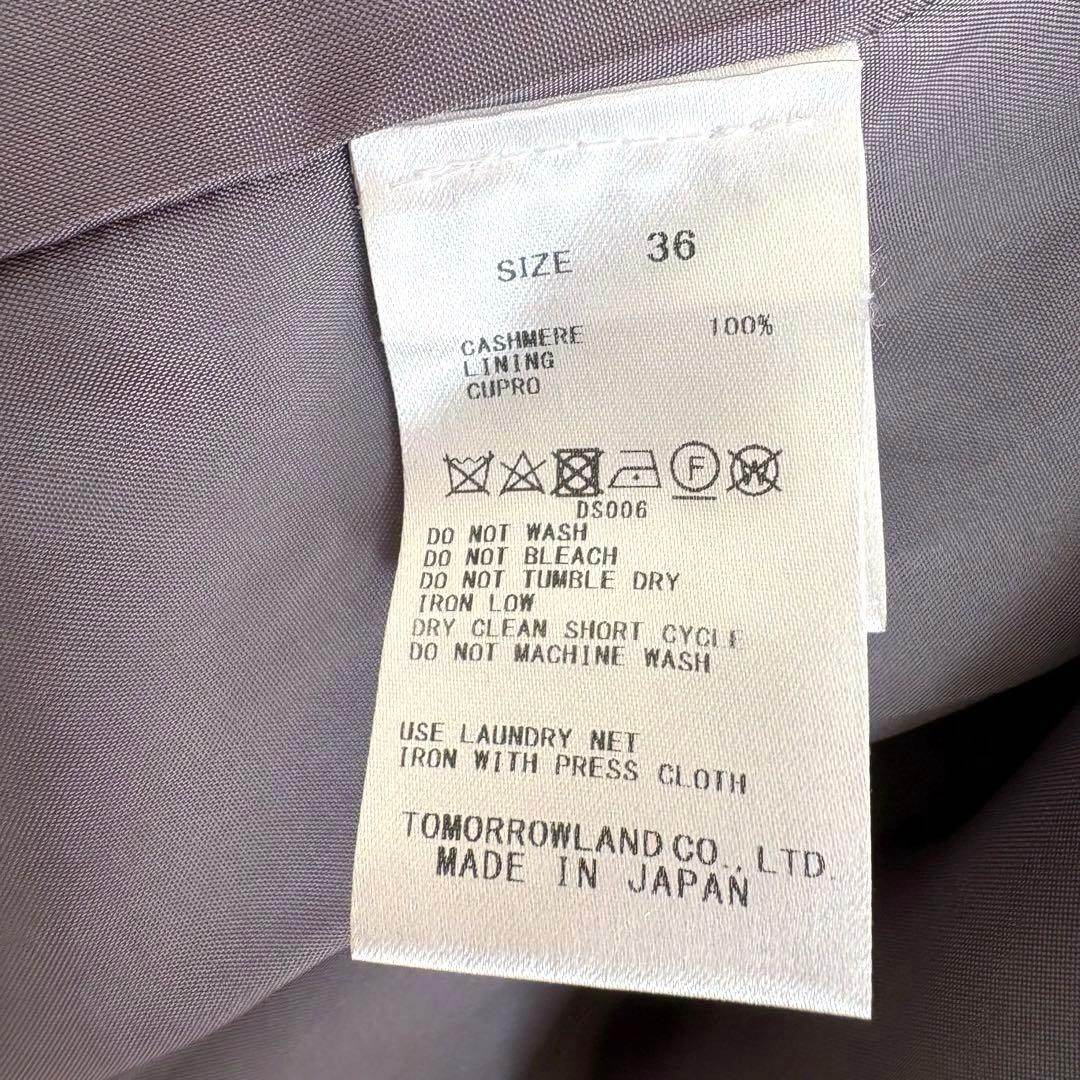 SIZE 36
CASHMERE 100%
LINING
CUPRO
F W
DS006
DO NOT WASH
DO NOT BLEACH
DO NOT TUMBLE DRY
IRON LOW
DRY CLEAN SHORT CYCLE
DO NOT MACHINE WASH
USE LAUNDRY NET
IRON WITH PRESS CLOTH
TOMORROWLAND CO., LTD.
MADE IN JAPAN